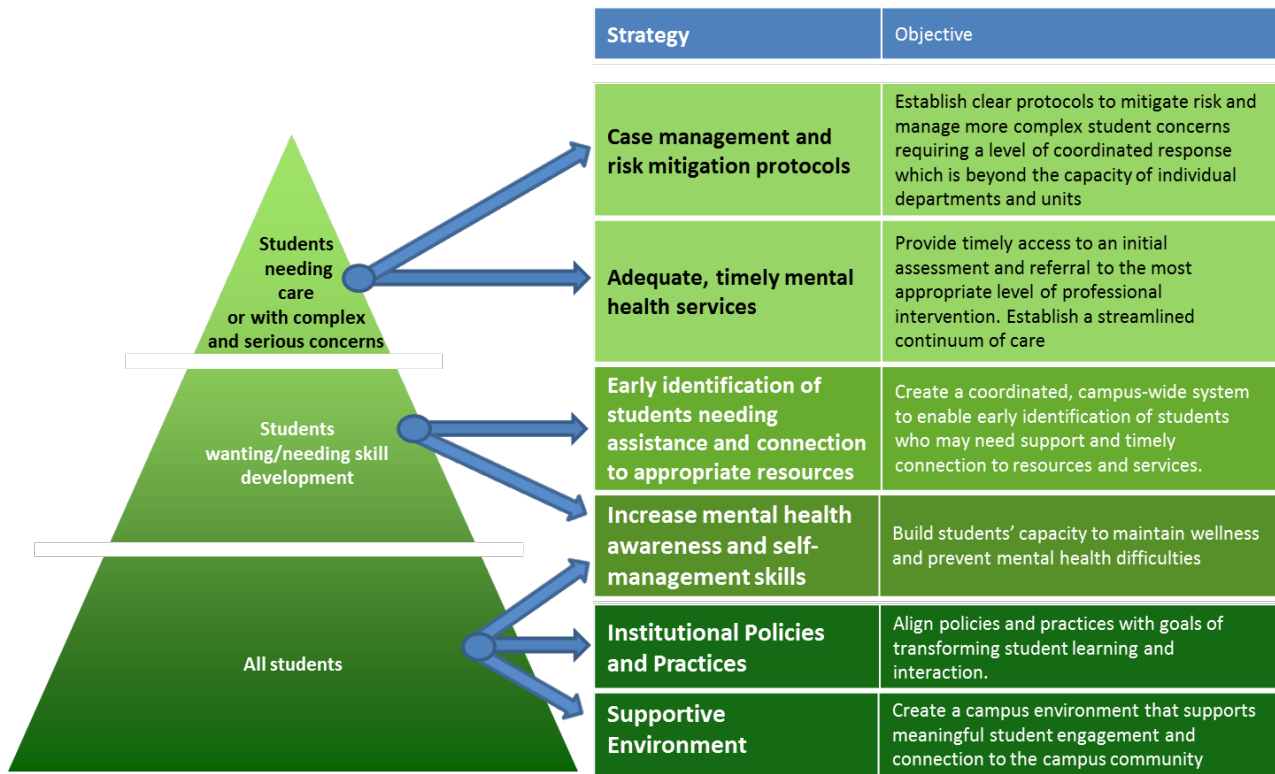 Strategy
Objective
Students
needing
care
or with complex
and serious concerns
Case management and
risk mitigation protocols
Establish clear protocols to mitigate risk and
manage more complex student concerns
requiring a level of coordinated response
which is beyond the capacity of individual
departments and units
Adequate, timely mental
health services
Provide timely access to an initial
assessment and referral to the most
appropriate level of professional
intervention. Establish a streamlined
continuum of care
Students
wanting/needing skill
development
Early identification of
students needing
assistance and connection
to appropriate resources
Create a coordinated, campus-wide system
to enable early identification of students
who may need support and timely
connection to resources and services.
Increase mental health
awareness and self-
management skills
Build students’ capacity to maintain wellness
and prevent mental health difficulties
All students
Institutional Policies
and Practices
Align policies and practices with goals of
transforming student learning and
interaction.
Supportive
Environment
Create a campus environment that supports
meaningful student engagement and
connection to the campus community